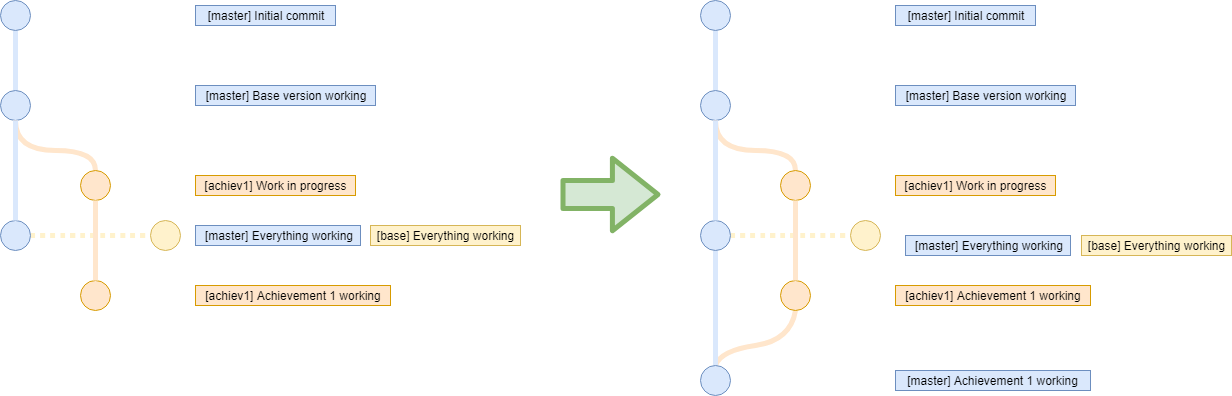 [master] Initial commit
[master] Base version working
[achiev1] Work in progress
[master] Everything working
[base] Everything working
[achiev1] Achievement 1 working
[master] Initial commit
[master] Base version working
[achiev1] Work in progress
[master] Everything working
[base] Everything working
[achiev1] Achievement 1 working
[master] Achievement 1 working